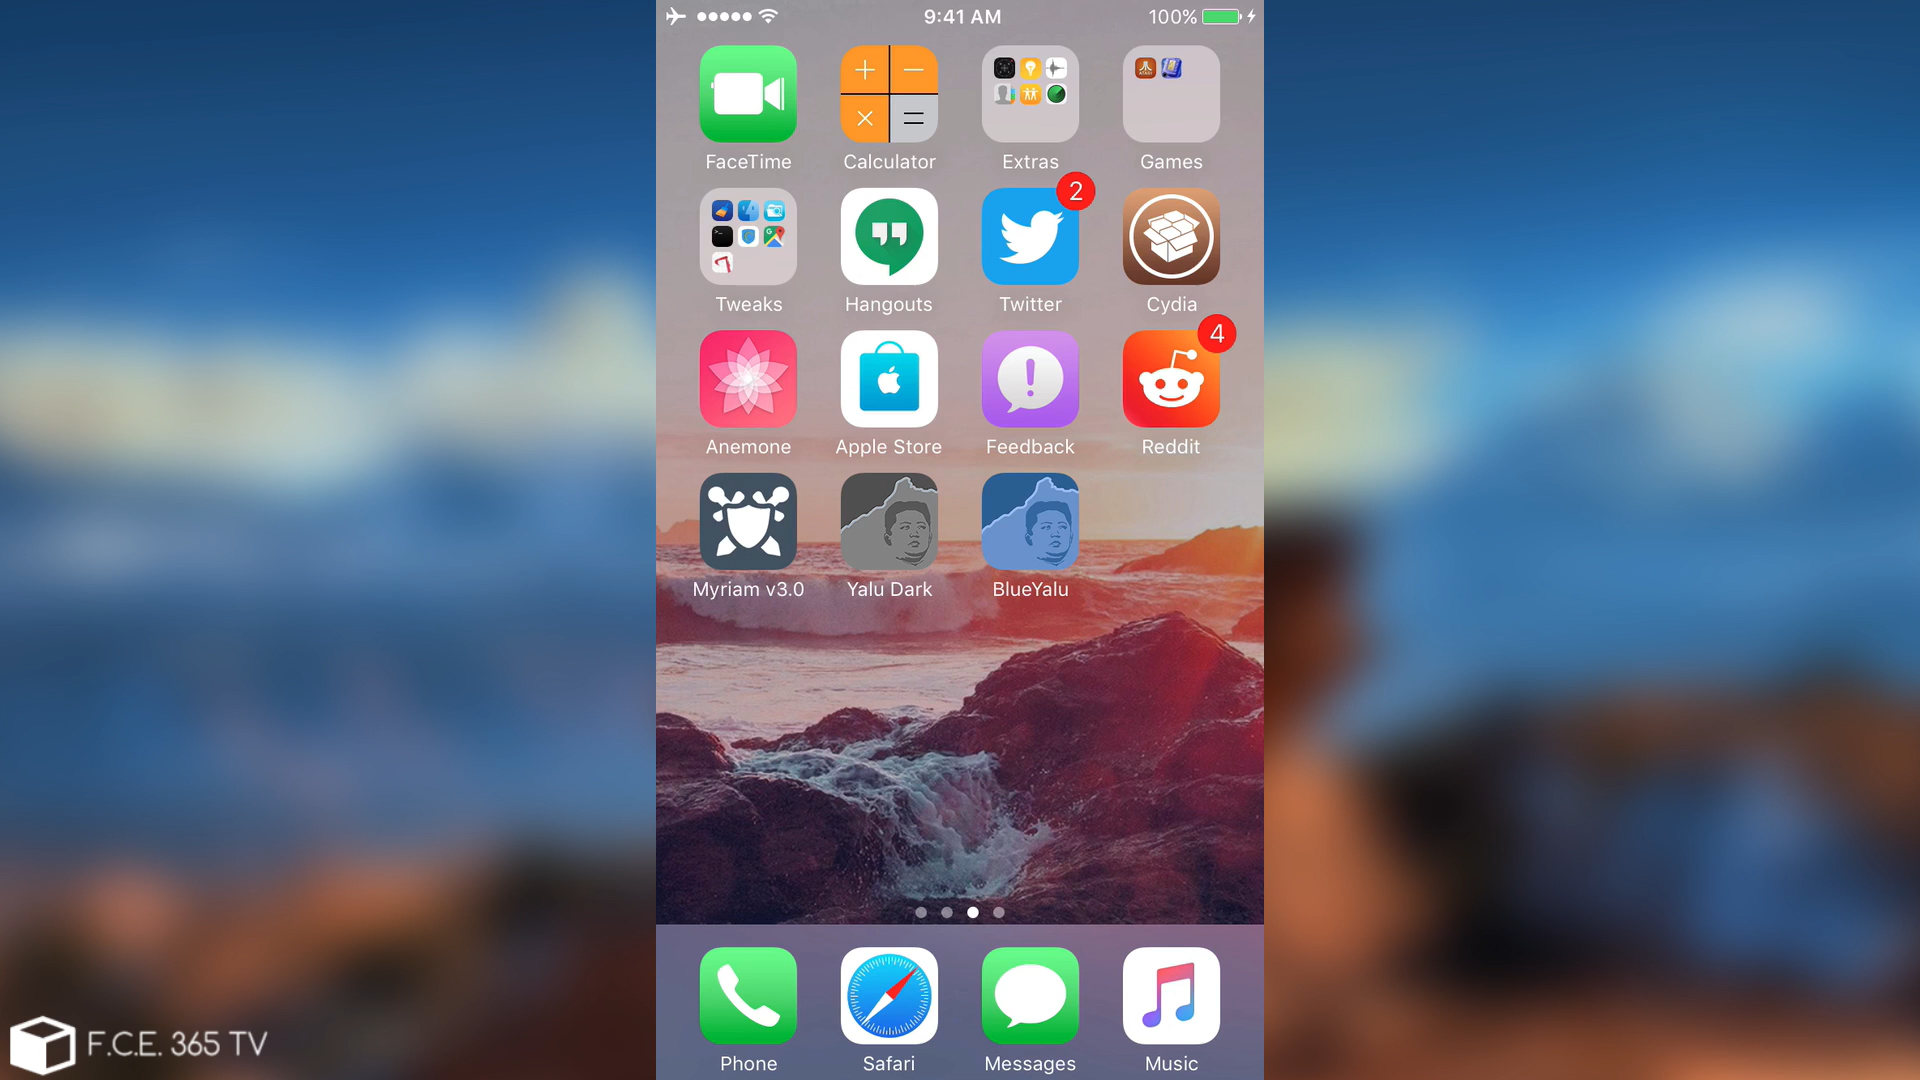 9:41 AM
100%
FaceTime
Calculator
Extras
Games
2
Tweaks
Hangouts
Twitter
Cydia
4
Anemone
Apple Store
Feedback
Reddit
Myriam v3.0
Yalu Dark
BlueYalu
Phone
Safari
Messages
Music
F.C.E. 365 TV